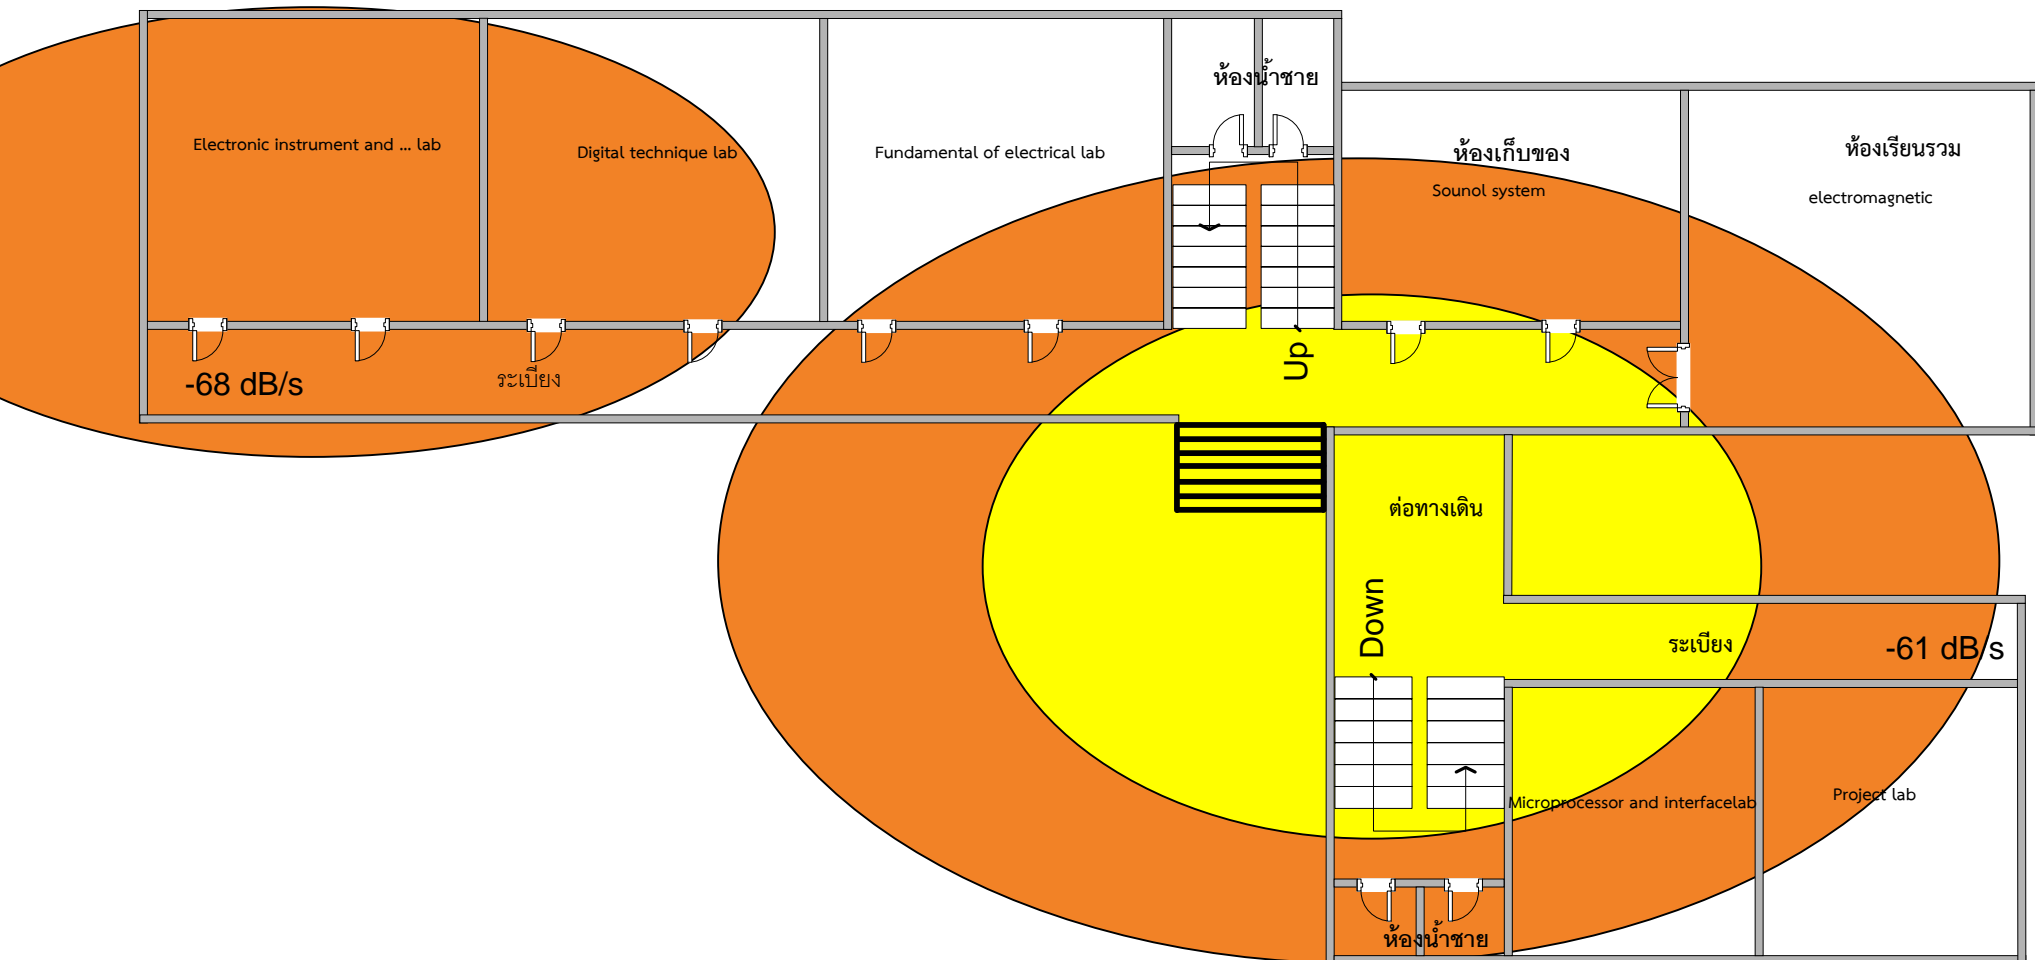 ห้องน้ำชาย
Electronic instrument and ... lab
Digital technique lab
Fundamental of electrical lab
ห้องเก็บของ
Sounol system
ห้องเรียนรวม
electromagnetic
-68 dB/s
ระเบียง
Up
ต่อทางเดิน
Down
ระเบียง
-61 dB/s
Microprocessor and interfacelab
Project lab
ห้องน้ำชาย